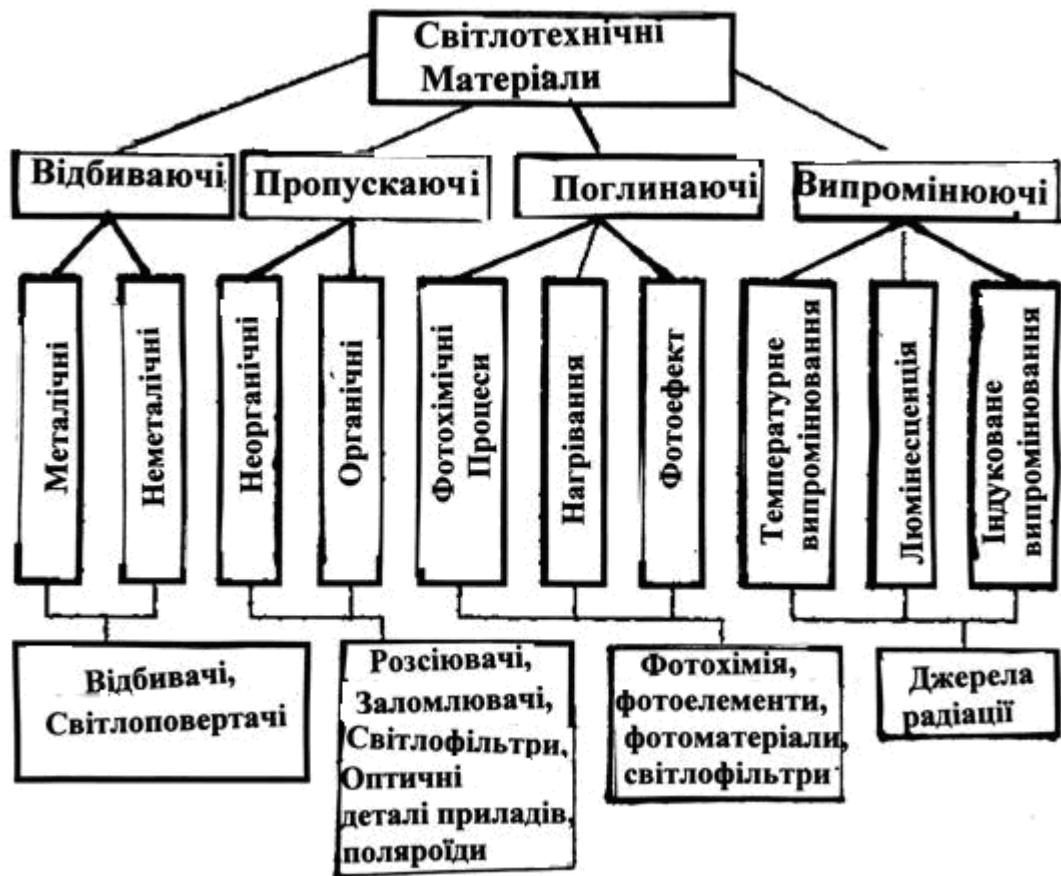 Світлотехнічні
Матеріали
Відбиваючі
Пропускаючі
Поглинаючі
Випромінюючі
Металічні
Неметалічні
Неорганічні
Органічні
Фотохімічні
Процеси
Нагрівання
Фотоефект
Температурне
випромінювання
Люмінесценція
Індуковане
випромінювання
Відбивачі,
Світлоповертачі
Розсіювачі,
Заломлювачі,
Світлофільтри,
Оптичні
деталі приладів,
поляроїди
Фотохімія,
фотоелементи,
фотоматеріали,
світлофільтри
Джерела
радіації